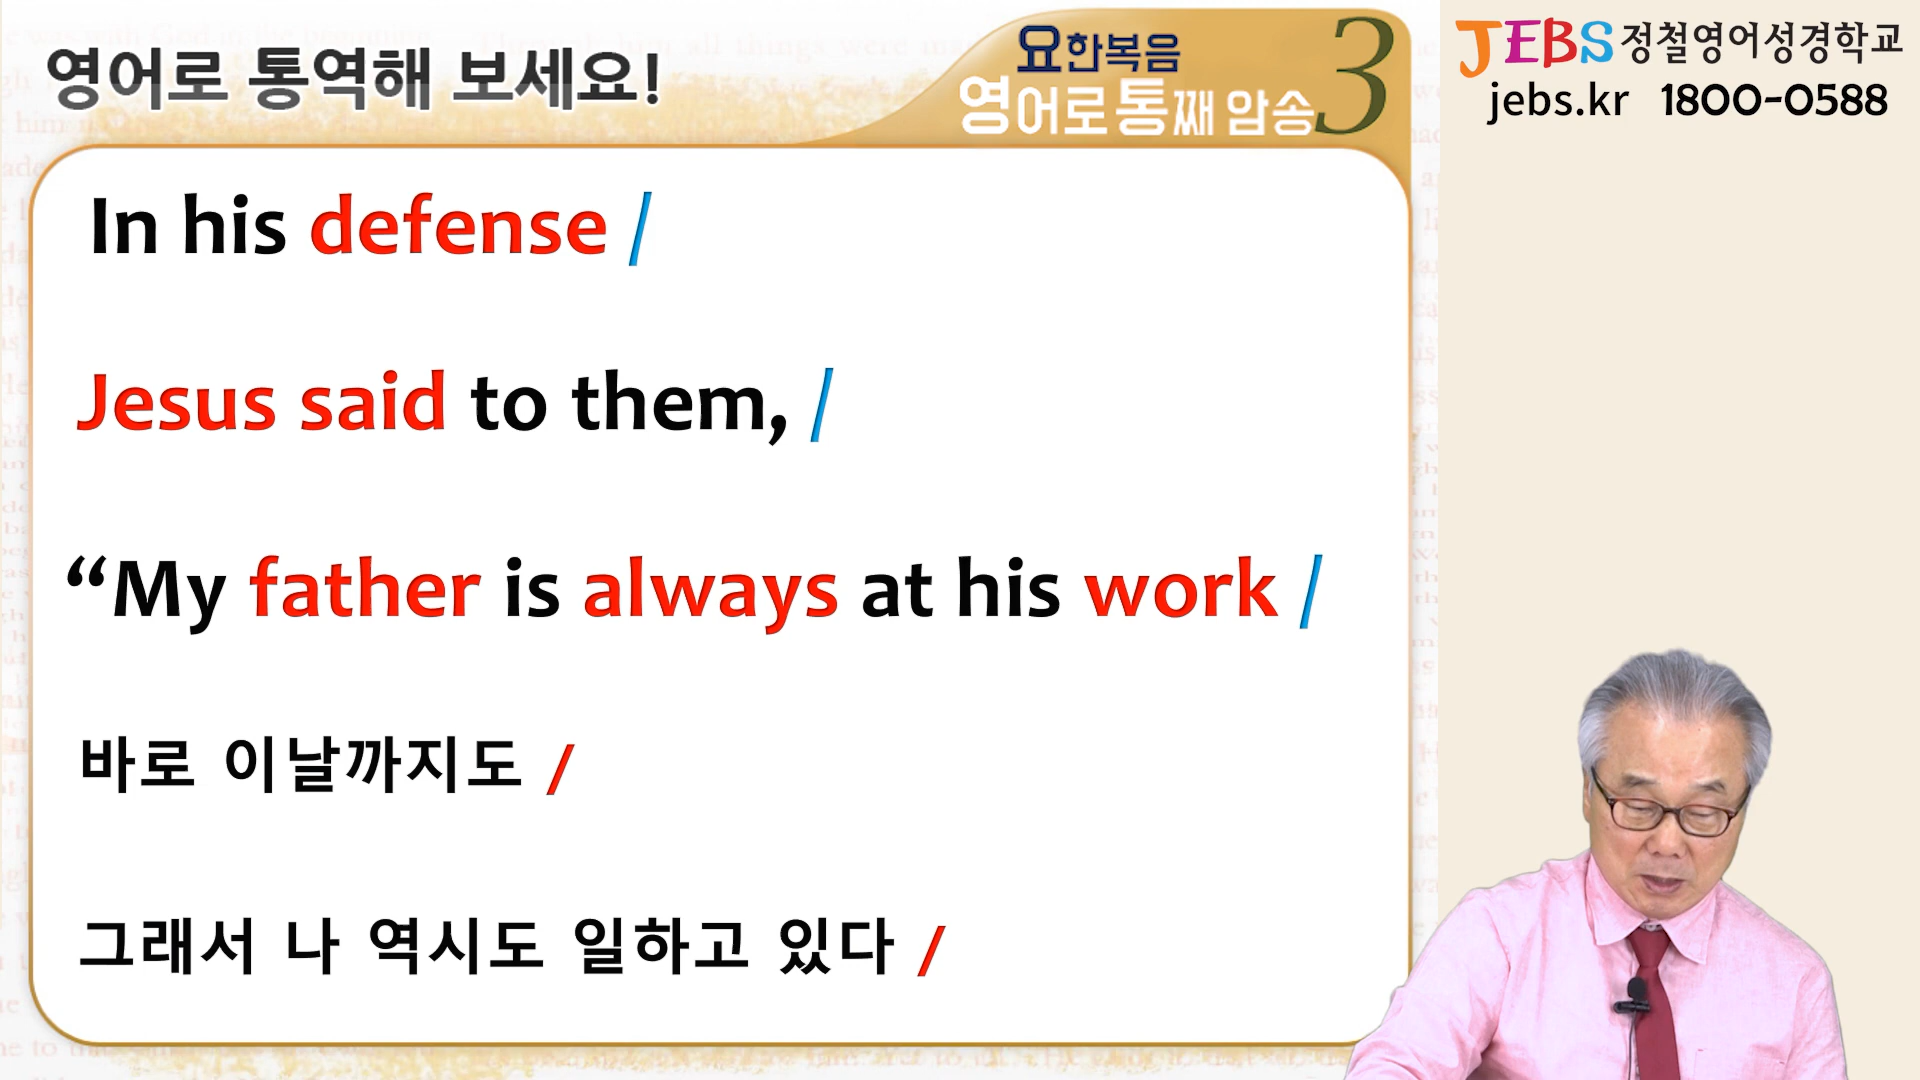 영어로 통역해 보세요!
요한복음
영어로통째 암송 3
JEBS 정철영어성경학교
jebs.kr 1800-0588
In his defense /
Jesus said to them, /
“My father is always at his work /
바로 이날까지도 /
그래서 나 역시도 일하고 있다 /